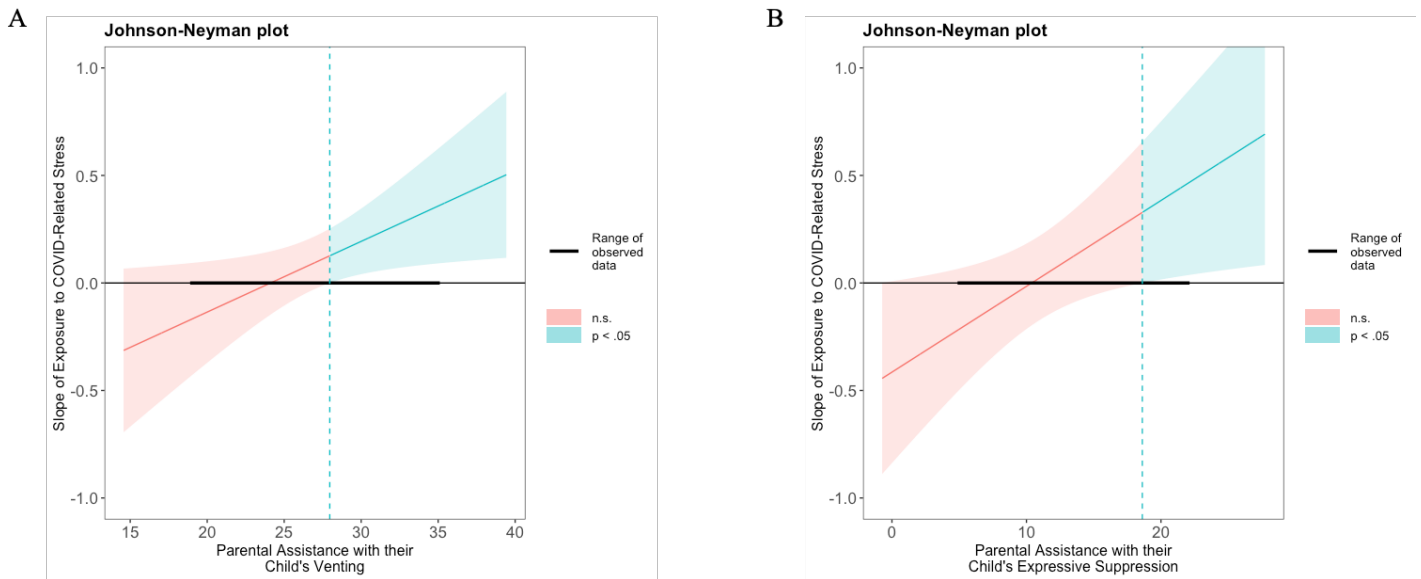 A
Johnson-Neyman plot
Slope of Exposure to COVID-Related Stress
1.0
0.5
0.0
-0.5
-1.0
15 20 25 30 35 40
Parental Assistance with their
Child's Venting
Range of
observed
data
n.s.
p < .05
B
Johnson-Neyman plot
Slope of Exposure to COVID-Related Stress
1.0
0.5
0.0
-0.5
-1.0
0 10 20
Parental Assistance with their
Child's Expressive Suppression
Range of
observed
data
n.s.
p < .05